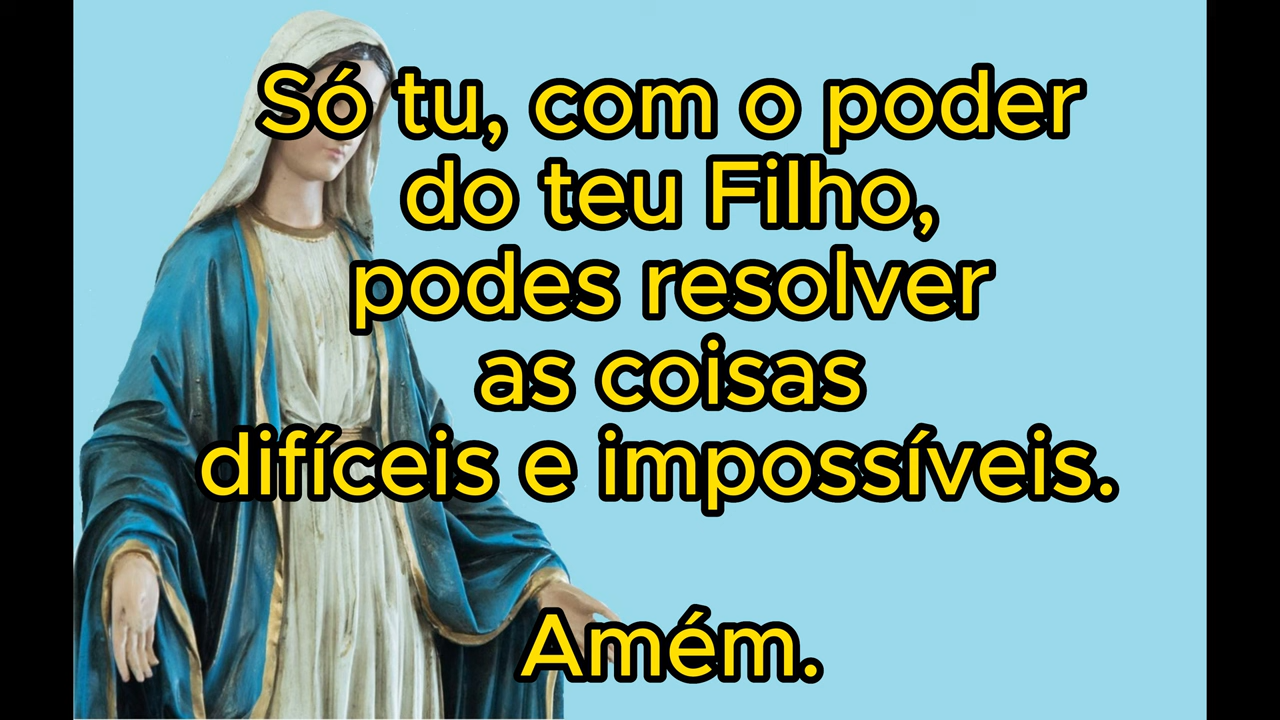 Só tu, com o poder
do teu Filho,
podes resolver
as coisas
difíceis e impossíveis.
Amém.